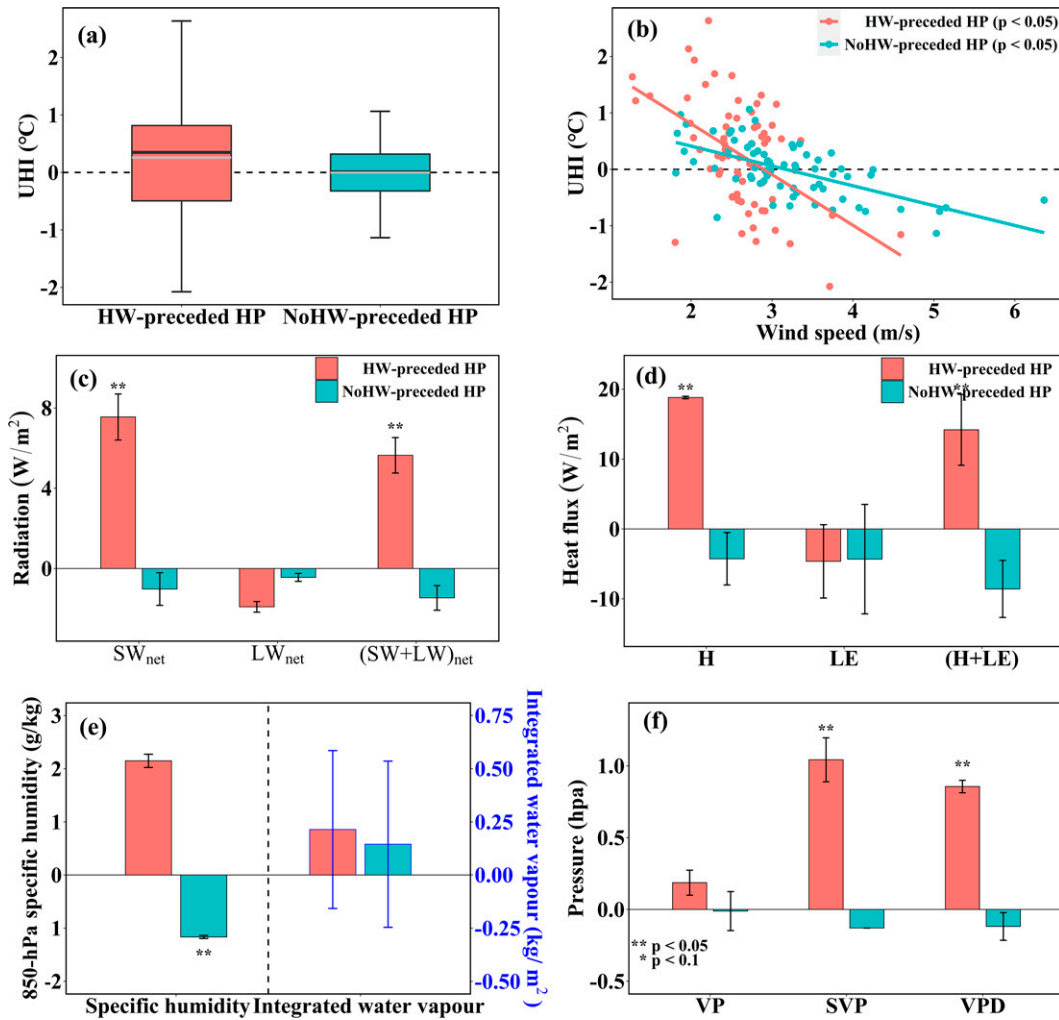 (a)
UHI (°C)
2
1
0
-1
-2
HW-preceded HP NoHW-preceded HP
(b)
HW-preceded HP (p < 0.05)
NoHW-preceded HP (p < 0.05)
UHI (°C)
2
1
0
-1
-2
2 3 4 5 6
Wind speed (m/s)
(c)
HW-preceded HP
NoHW-preceded HP
Radiation (W/m²)
8
4
0
**
**
SWnet LWnet (SW+LW)net
(d)
HW-preceded HP
NoHW-preceded HP
Heat flux (W/m²)
20
10
0
-10
**
**
H LE (H+LE)
(e)
850-hPa specific humidity (g/kg)
3
2
1
0
1
-2
**
Integrated water vapour (kg/ m²)
0.75
0.50
0.25
0.00
-0.25
-0.50
Specific humidity Integrated water vapour
(f)
Pressure (hpa)
1.0
0.5
0.0
-0.5
**
**
** p < 0.05
* p < 0.1
VP SVP VPD